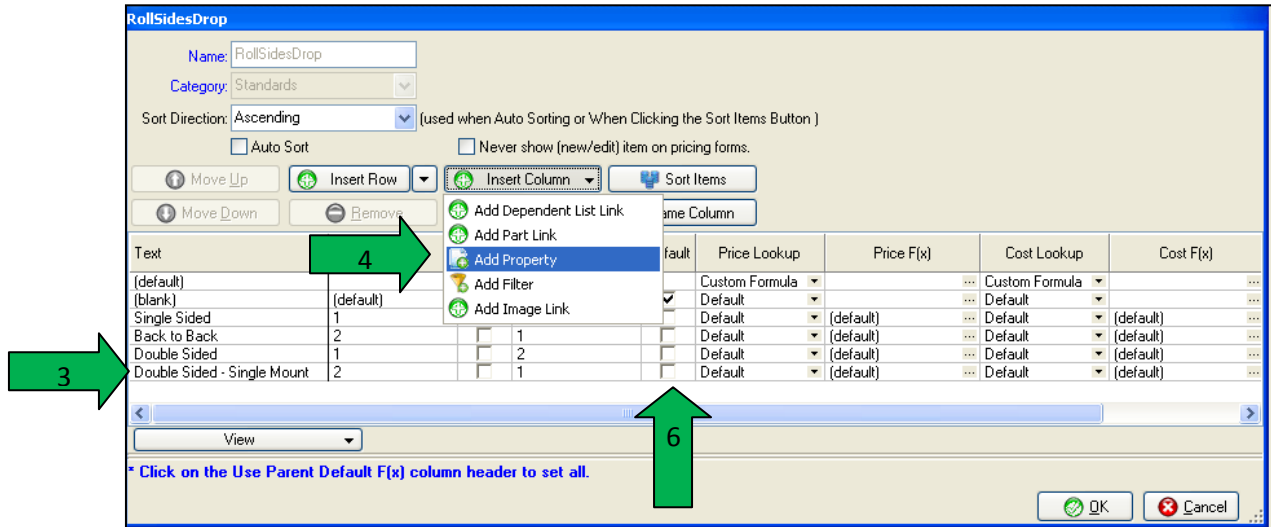 RollSidesDrop
Name: RollSidesDrop
Category: Standards
Sort Direction: Ascending (used when Auto Sorting or When Clicking the Sort Items Button )
Auto Sort Never show (new/edit) item on pricing forms.
Move Up Insert Row Insert Column Sort Items
Move Down Remove Column
Add Dependent List Link
Add Part Link
Add Property
Add Filter
Add Image Link
4
Text Price Lookup Price F(x) Cost Lookup Cost F(x)
(default) Custom Formula ... Custom Formula ...
(blank) (default) Default ... Default ...
Single Sided 1 Default (default) ... Default (default) ...
Back to Back 2 1 Default (default) ... Default (default) ...
Double Sided 1 2 Default (default) ... Default (default) ...
Double Sided - Single Mount 2 1 Default (default) ... Default (default) ...
3
6
View
* Click on the Use Parent Default F(x) column header to set all.
OK Cancel